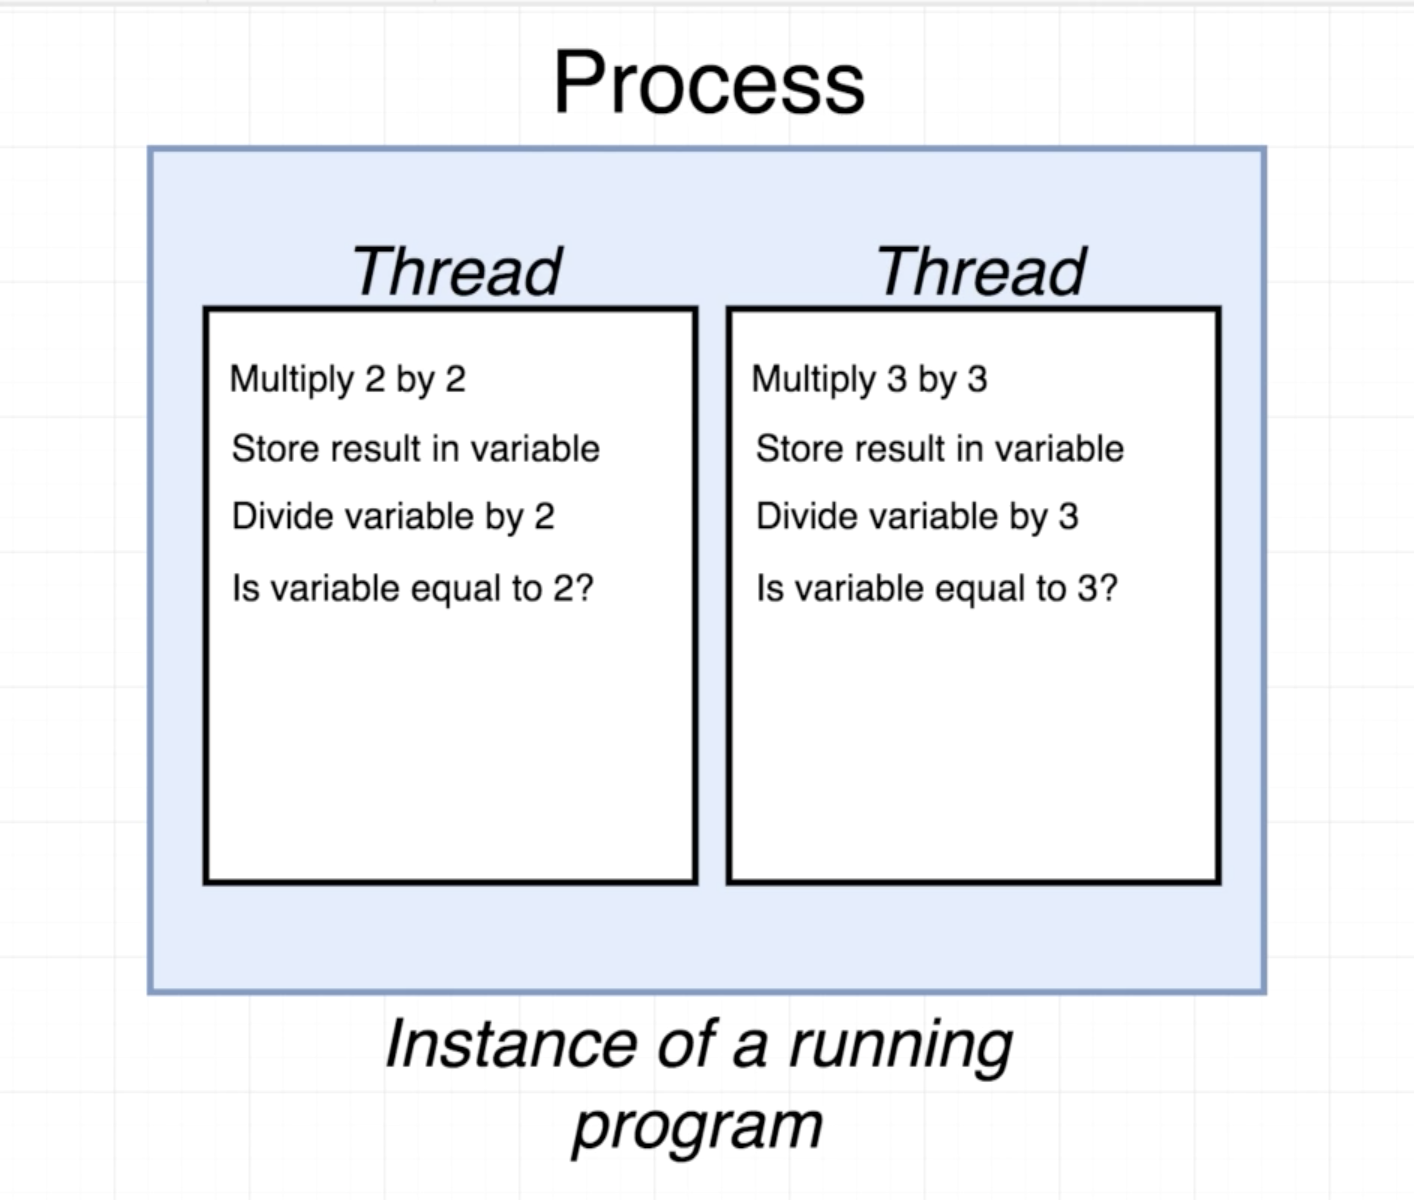 Process
Thread
Multiply 2 by 2
Store result in variable
Divide variable by 2
Is variable equal to 2?
Thread
Multiply 3 by 3
Store result in variable
Divide variable by 3
Is variable equal to 3?
Instance of a running
program